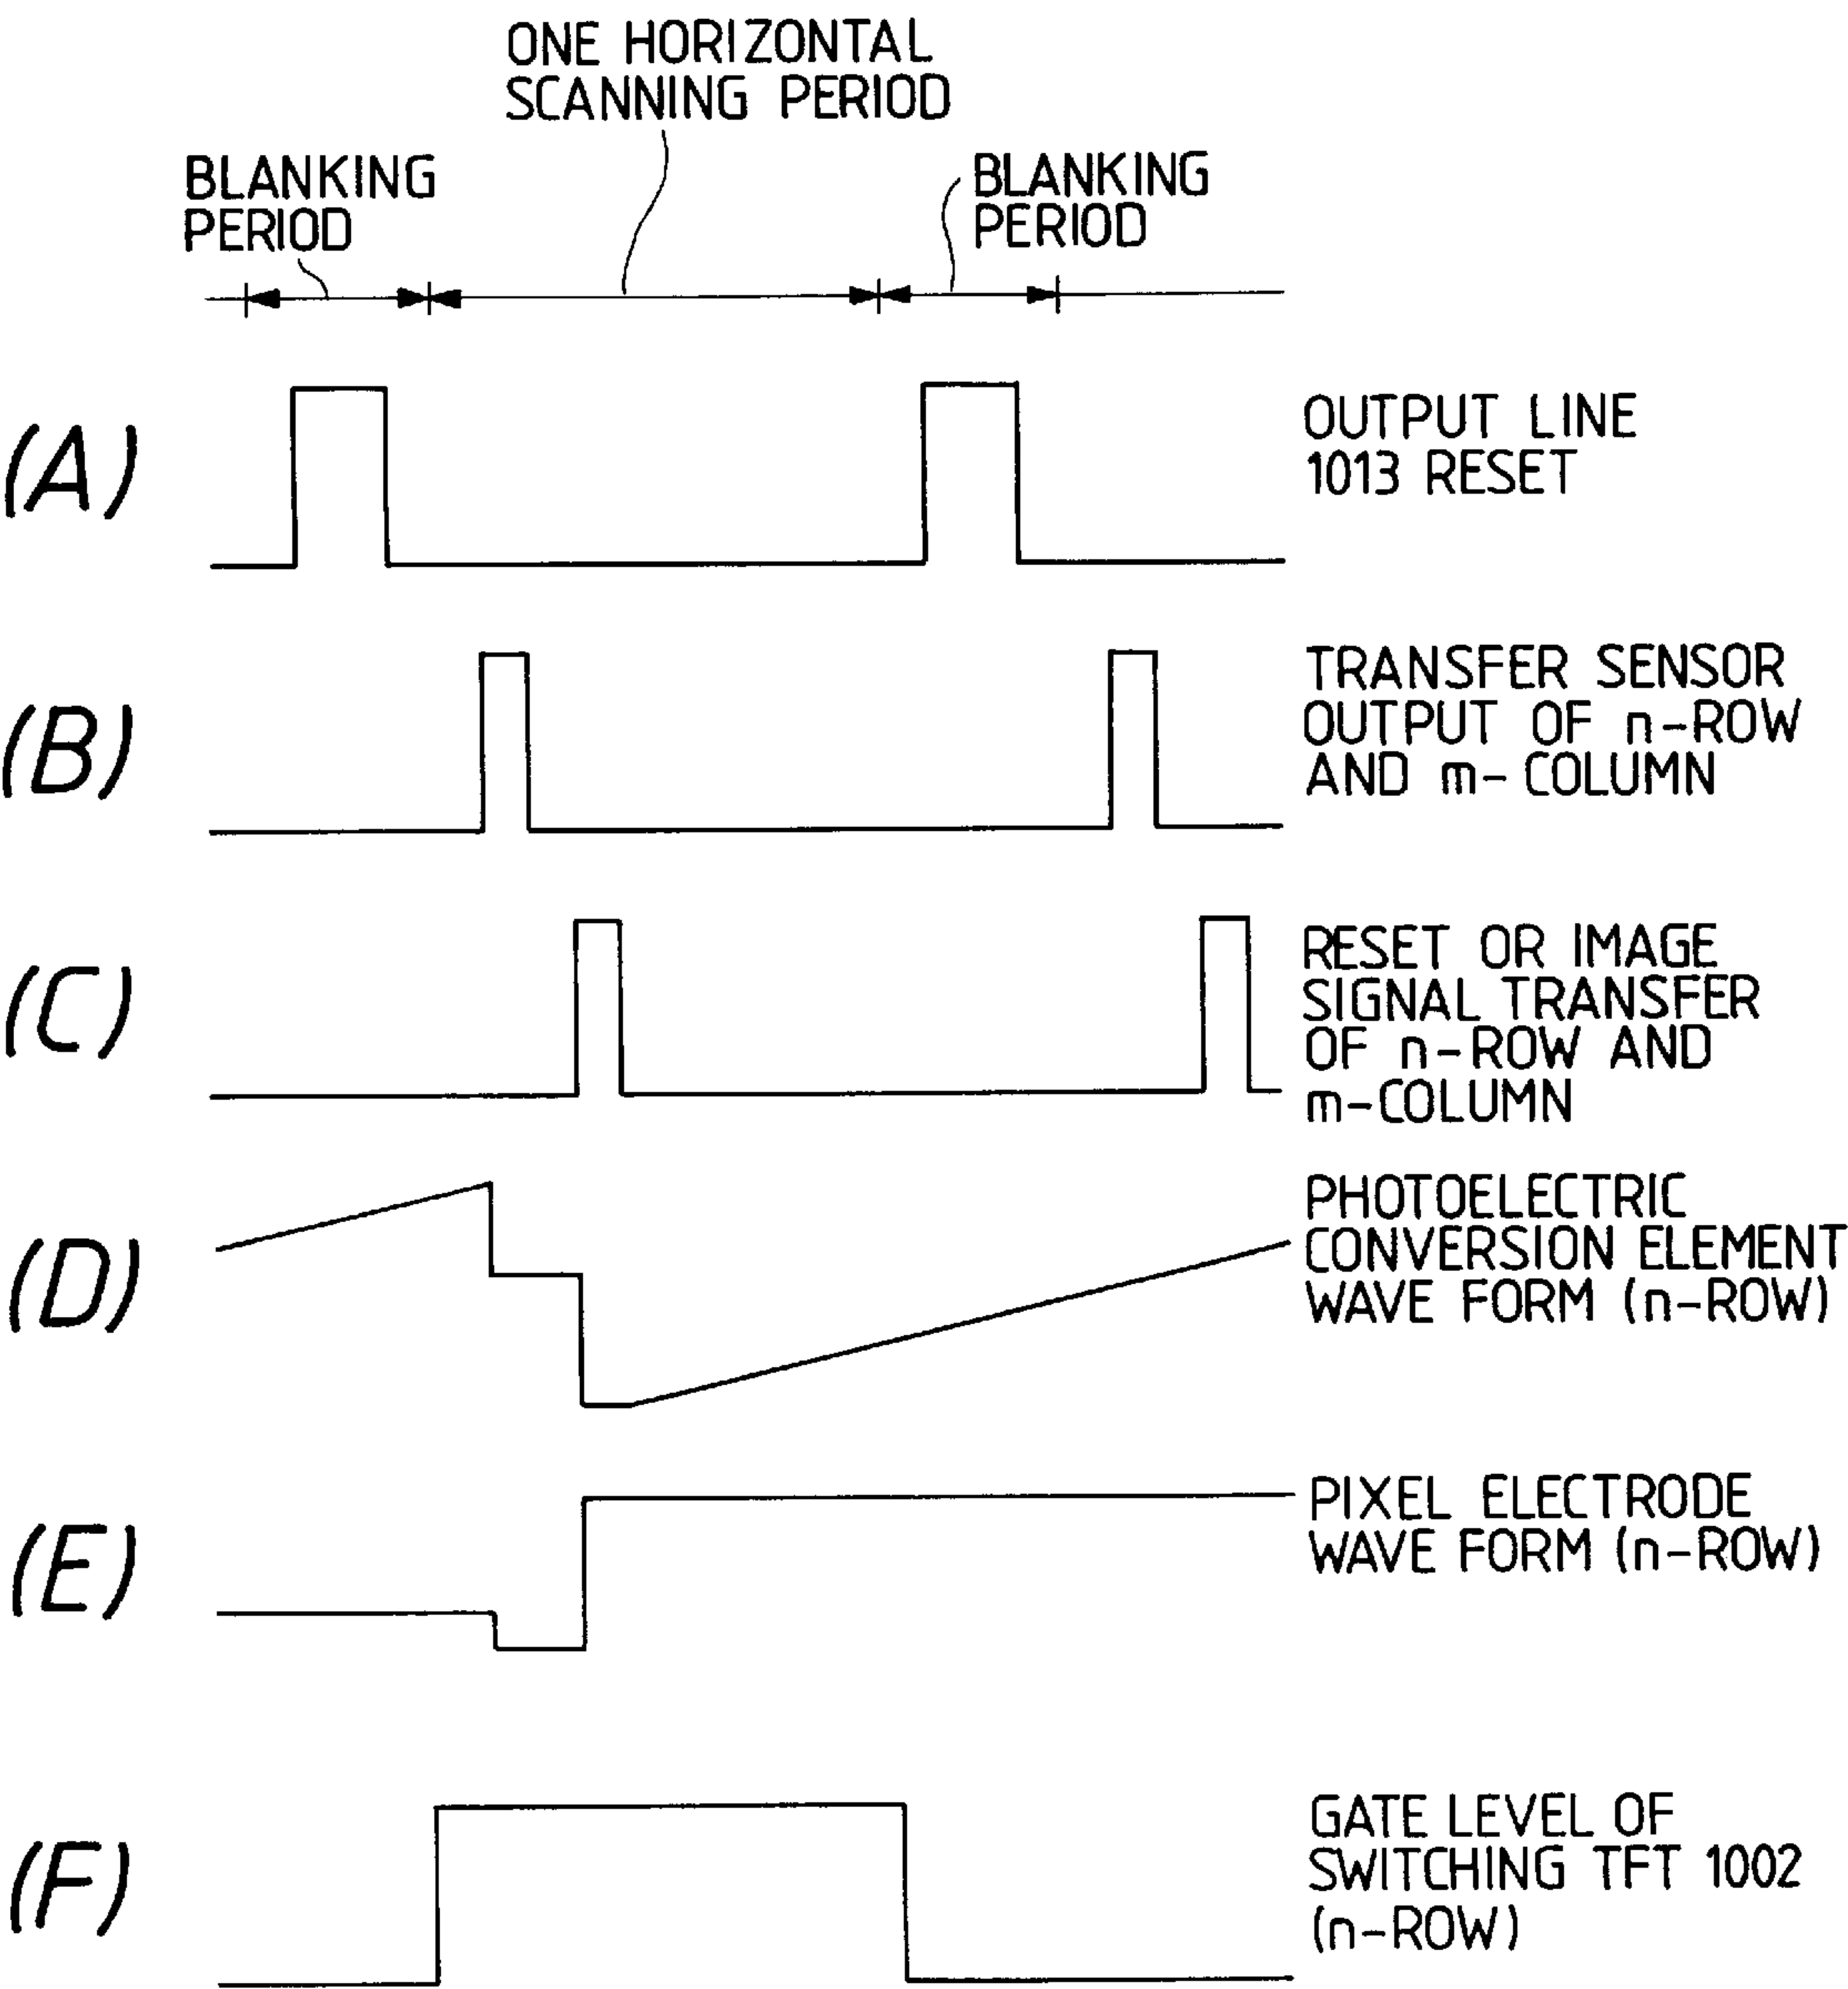 ONE HORIZONTAL
SCANNING PERIOD
BLANKING
PERIOD
BLANKING
PERIOD
(A)
OUTPUT LINE
1013 RESET
(B)
TRANSFER SENSOR
OUTPUT OF n-ROW
AND m-COLUMN
(C)
RESET OR IMAGE
SIGNAL TRANSFER
OF n-ROW AND
m-COLUMN
(D)
PHOTOELECTRIC
CONVERSION ELEMENT
WAVE FORM (n-ROW)
(E)
PIXEL ELECTRODE
WAVE FORM (n-ROW)
(F)
GATE LEVEL OF
SWITCHING TFT 1002
(n-ROW)